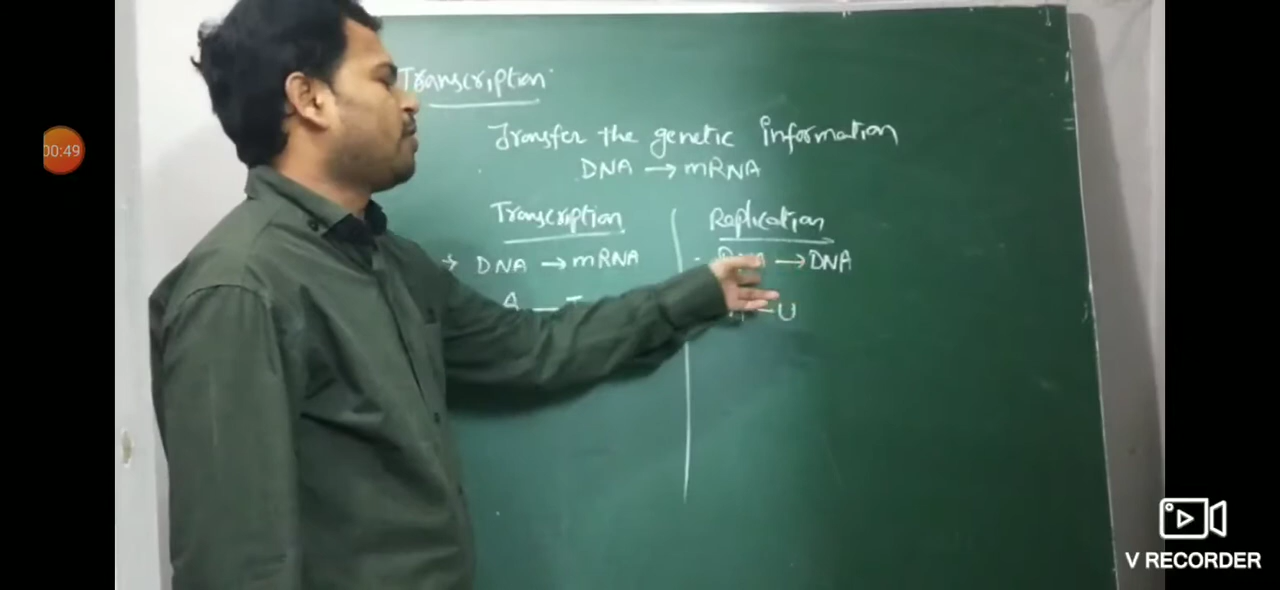 Transcription
Transfer the genetic information
DNA → mRNA
Transcription
Replication
→ DNA → mRNA
DNA → DNA
A — T
— U
00:49
V RECORDER